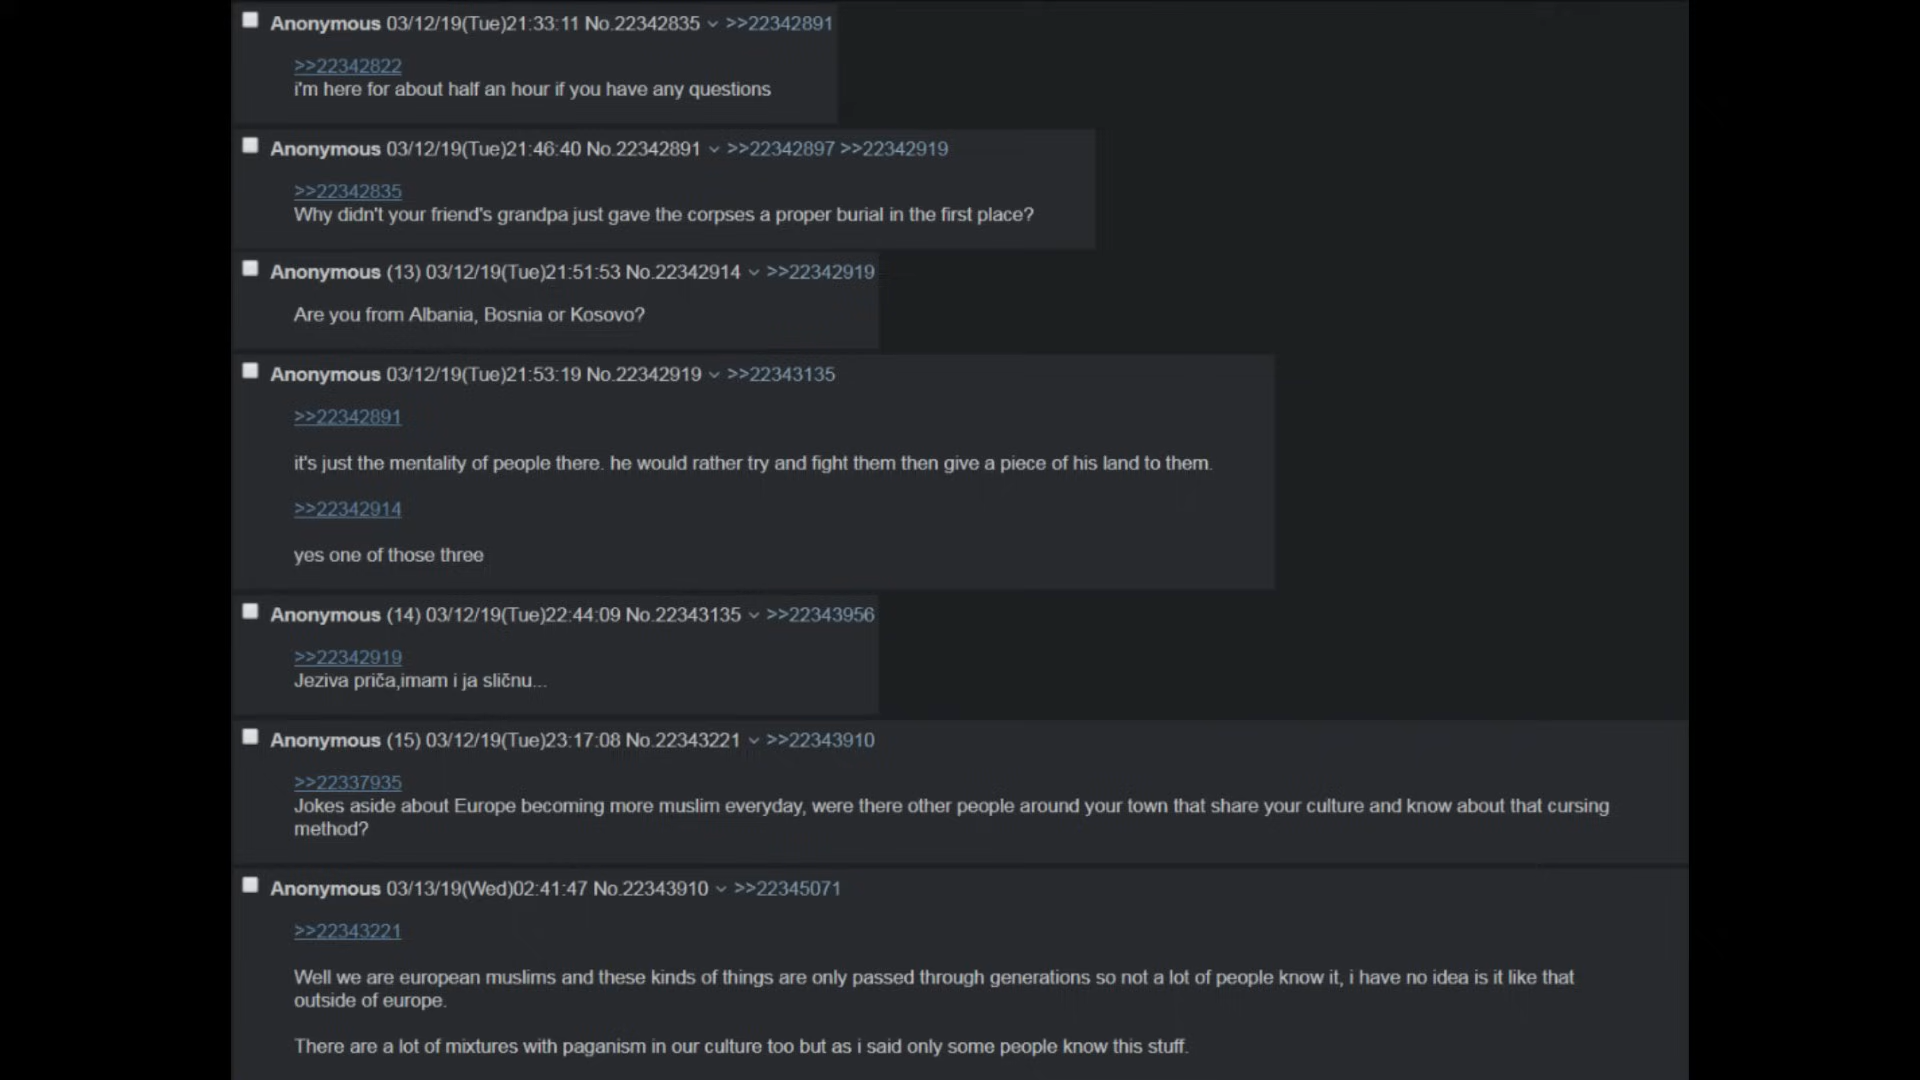 Anonymous 03/12/19(Tue)21:33:11 No.22342835 >>22342891
>>22342822
i'm here for about half an hour if you have any questions
Anonymous 03/12/19(Tue)21:46:40 No.22342891 >>22342897 >>22342919
>>22342835
Why didn't your friend's grandpa just gave the corpses a proper burial in the first place?
Anonymous (13) 03/12/19(Tue)21:51:53 No.22342914 >>22342919
Are you from Albania, Bosnia or Kosovo?
Anonymous 03/12/19(Tue)21:53:19 No.22342919 >>22343135
>>22342891
it's just the mentality of people there. he would rather try and fight them then give a piece of his land to them.
>>22342914
yes one of those three
Anonymous (14) 03/12/19(Tue)22:44:09 No.22343135 >>22343956
>>22342919
Jeziva priča,imam i ja sličnu...
Anonymous (15) 03/12/19(Tue)23:17:08 No.22343221 >>22343910
>>22337935
Jokes aside about Europe becoming more muslim everyday, were there other people around your town that share your culture and know about that cursing
method?
Anonymous 03/13/19(Wed)02:41:47 No.22343910 >>22345071
>>22343221
Well we are european muslims and these kinds of things are only passed through generations so not a lot of people know it, i have no idea is it like that
outside of europe.
There are a lot of mixtures with paganism in our culture too but as i said only some people know this stuff.